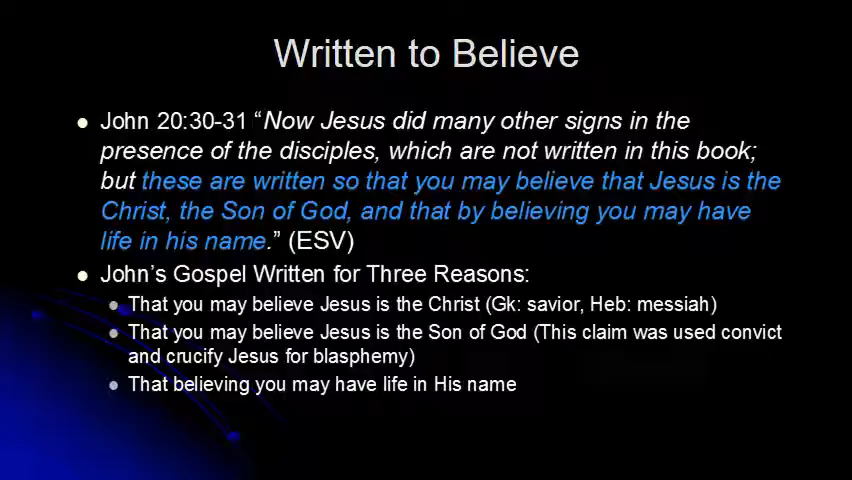 Written to Believe
John 20:30-31 “Now Jesus did many other signs in the
presence of the disciples, which are not written in this book;
but these are written so that you may believe that Jesus is the
Christ, the Son of God, and that by believing you may have
life in his name.” (ESV)
John’s Gospel Written for Three Reasons:
That you may believe Jesus is the Christ (Gk: savior, Heb: messiah)
That you may believe Jesus is the Son of God (This claim was used convict
and crucify Jesus for blasphemy)
That believing you may have life in His name